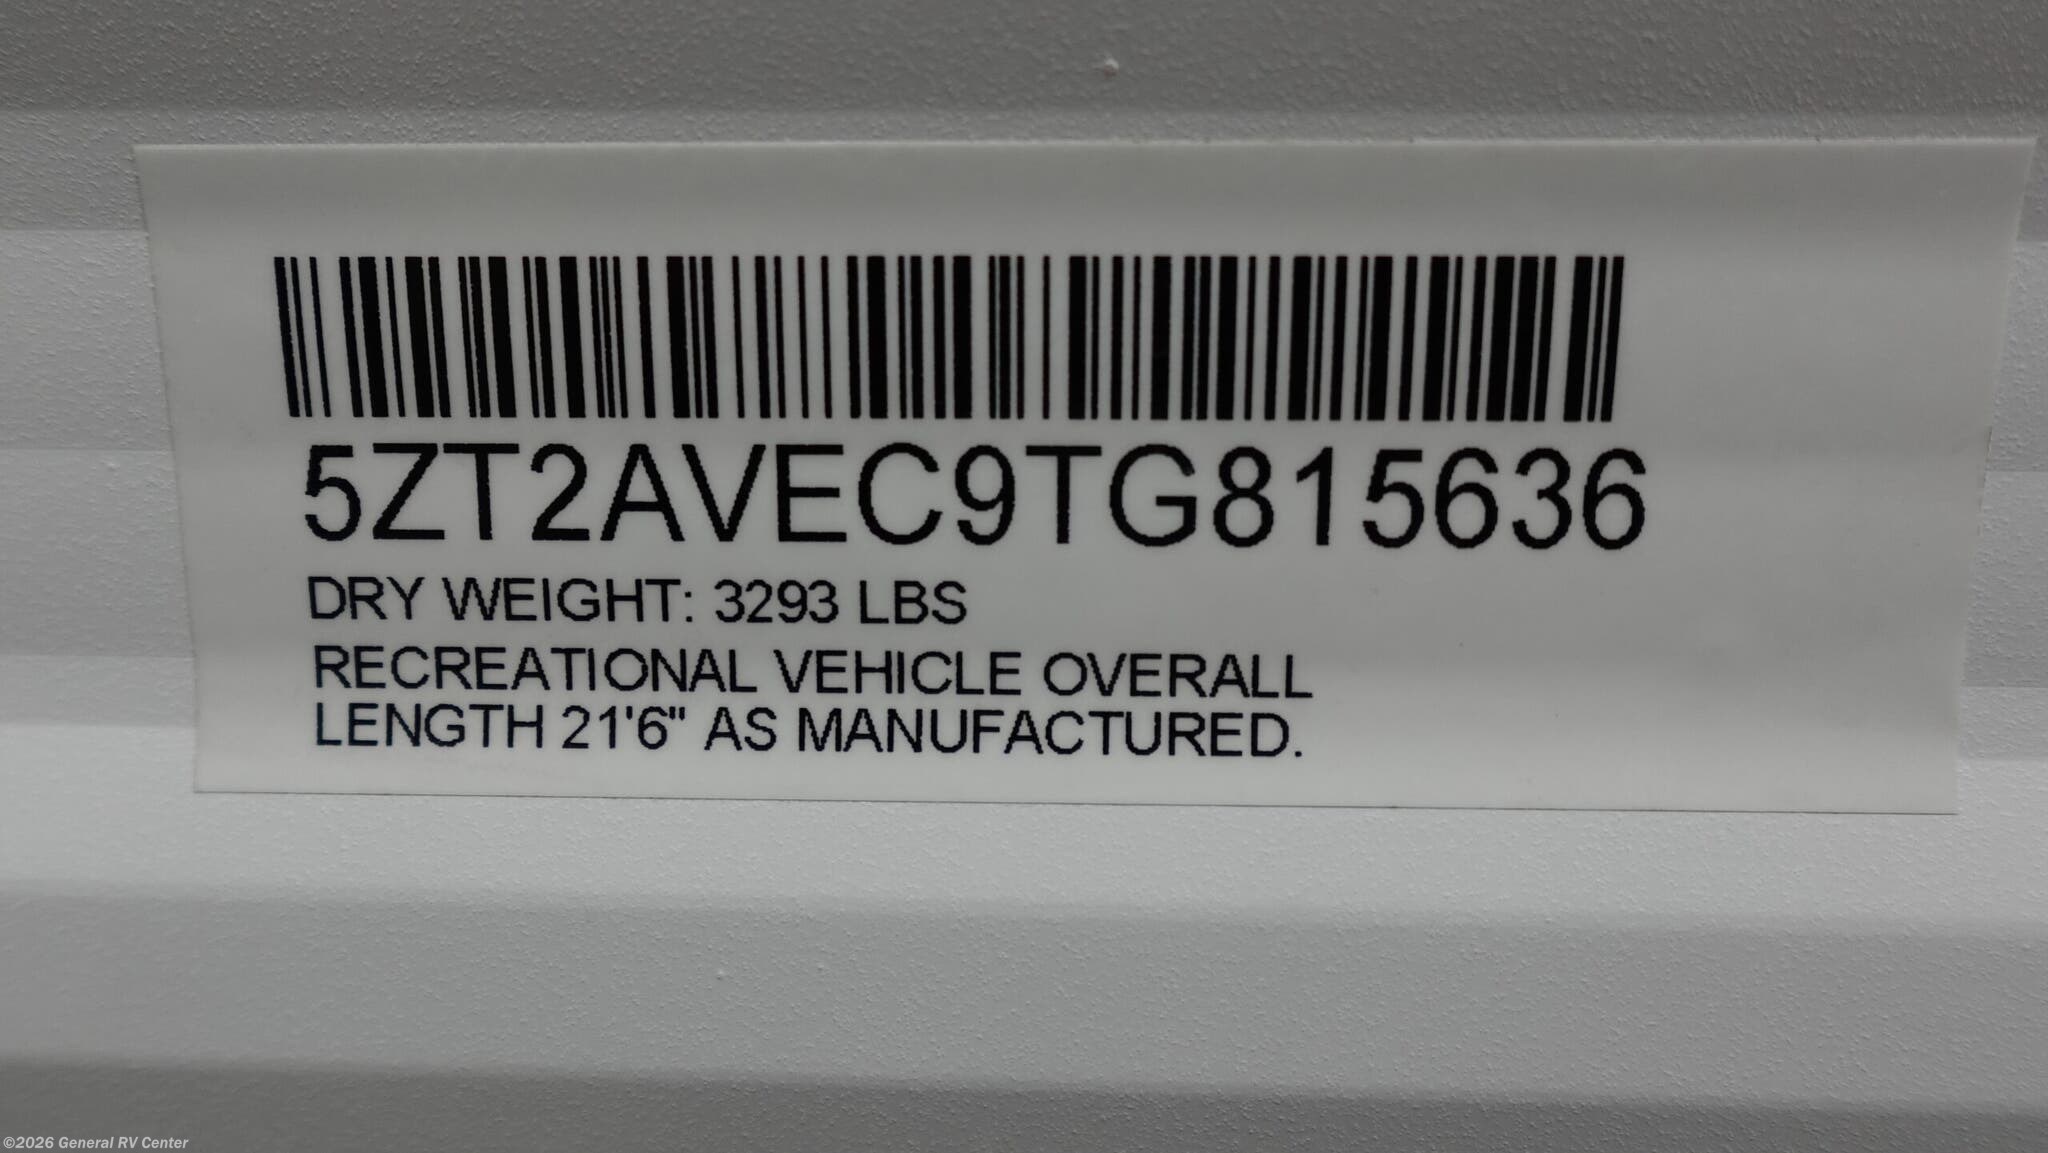 5ZT2AVEC9TG815636
DRY WEIGHT: 3293 LBS
RECREATIONAL VEHICLE OVERALL
LENGTH 21'6" AS MANUFACTURED.
©2026 General RV Center